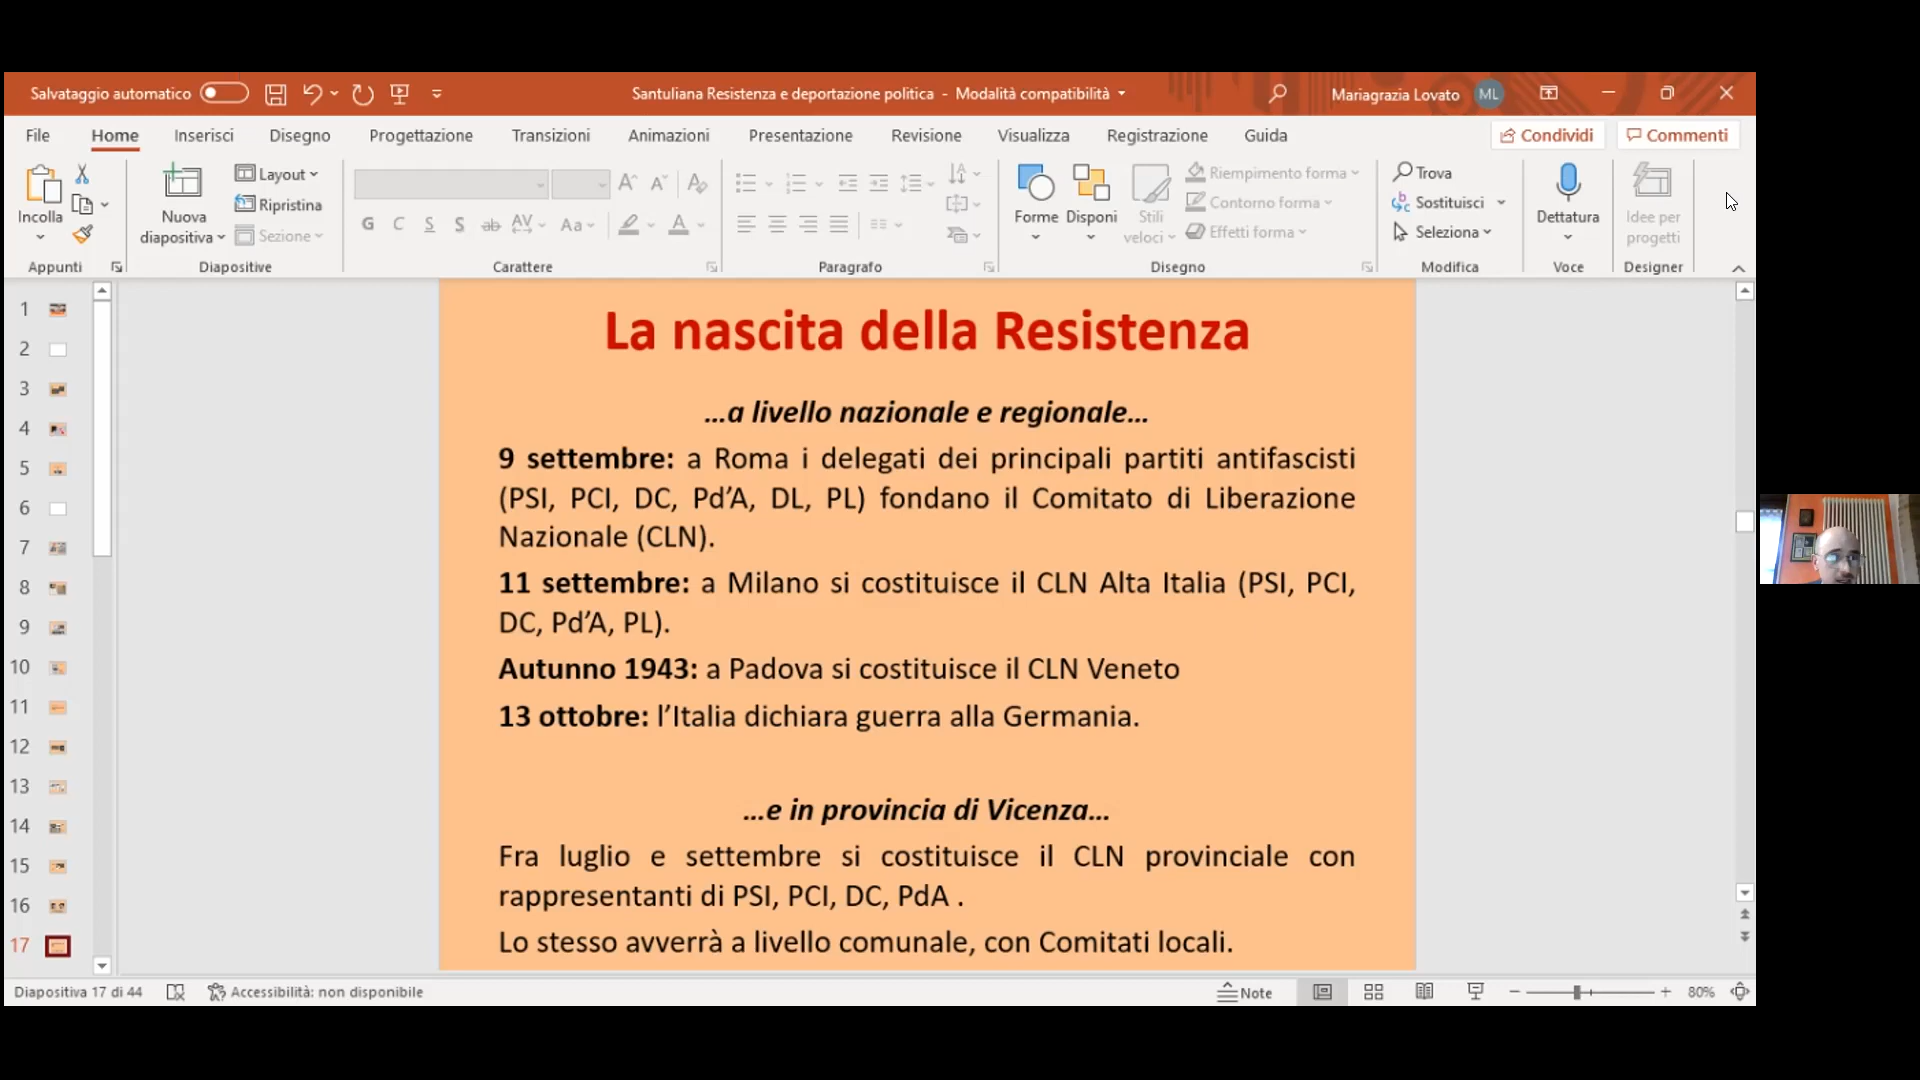 Salvataggio automatico
Santuliana Resistenza e deportazione politica - Modalità compatibilità
Mariagrazia Lovato ML
File Home Inserisci Disegno Progettazione Transizioni Animazioni Presentazione Revisione Visualizza Registrazione Guida Condividi Commenti
Incolla
Appunti
Nuova
diapositiva
Layout
Ripristina
Sezione
Diapositive
G C S S ab AV Aa A
Carattere
Paragrafo
Forme
Disponi
Stili
veloci
Riempimento forma
Contorno forma
Effetti forma
Disegno
Trova
Sostituisci
Seleziona
Modifica
Dettatura
Voce
Idee per
progetti
Designer
1
2
3
4
5
6
7
8
9
10
11
12
13
14
15
16
17
La nascita della Resistenza
...a livello nazionale e regionale...
9 settembre: a Roma i delegati dei principali partiti antifascisti
(PSI, PCI, DC, Pd’A, DL, PL) fondano il Comitato di Liberazione
Nazionale (CLN).
11 settembre: a Milano si costituisce il CLN Alta Italia (PSI, PCI,
DC, Pd’A, PL).
Autunno 1943: a Padova si costituisce il CLN Veneto
13 ottobre: l’Italia dichiara guerra alla Germania.
...e in provincia di Vicenza...
Fra luglio e settembre si costituisce il CLN provinciale con
rappresentanti di PSI, PCI, DC, PdA .
Lo stesso avverrà a livello comunale, con Comitati locali.
Diapositiva 17 di 44 Accessibilità: non disponibile Note 80%